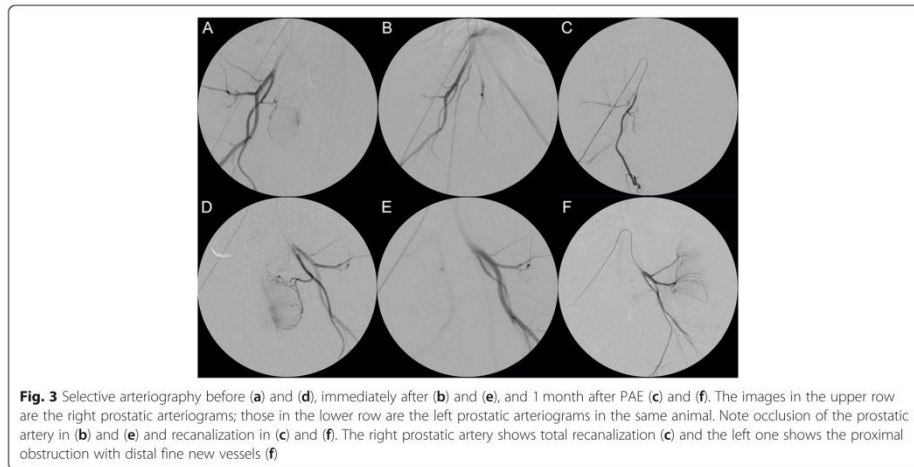 A
B
C
D
E
F
Fig. 3 Selective arteriography before (a) and (d), immediately after (b) and (e), and 1 month after PAE (c) and (f). The images in the upper row
are the right prostatic arteriograms; those in the lower row are the left prostatic arteriograms in the same animal. Note occlusion of the prostatic
artery in (b) and (e) and recanalization in (c) and (f). The right prostatic artery shows total recanalization (c) and the left one shows the proximal
obstruction with distal fine new vessels (f)